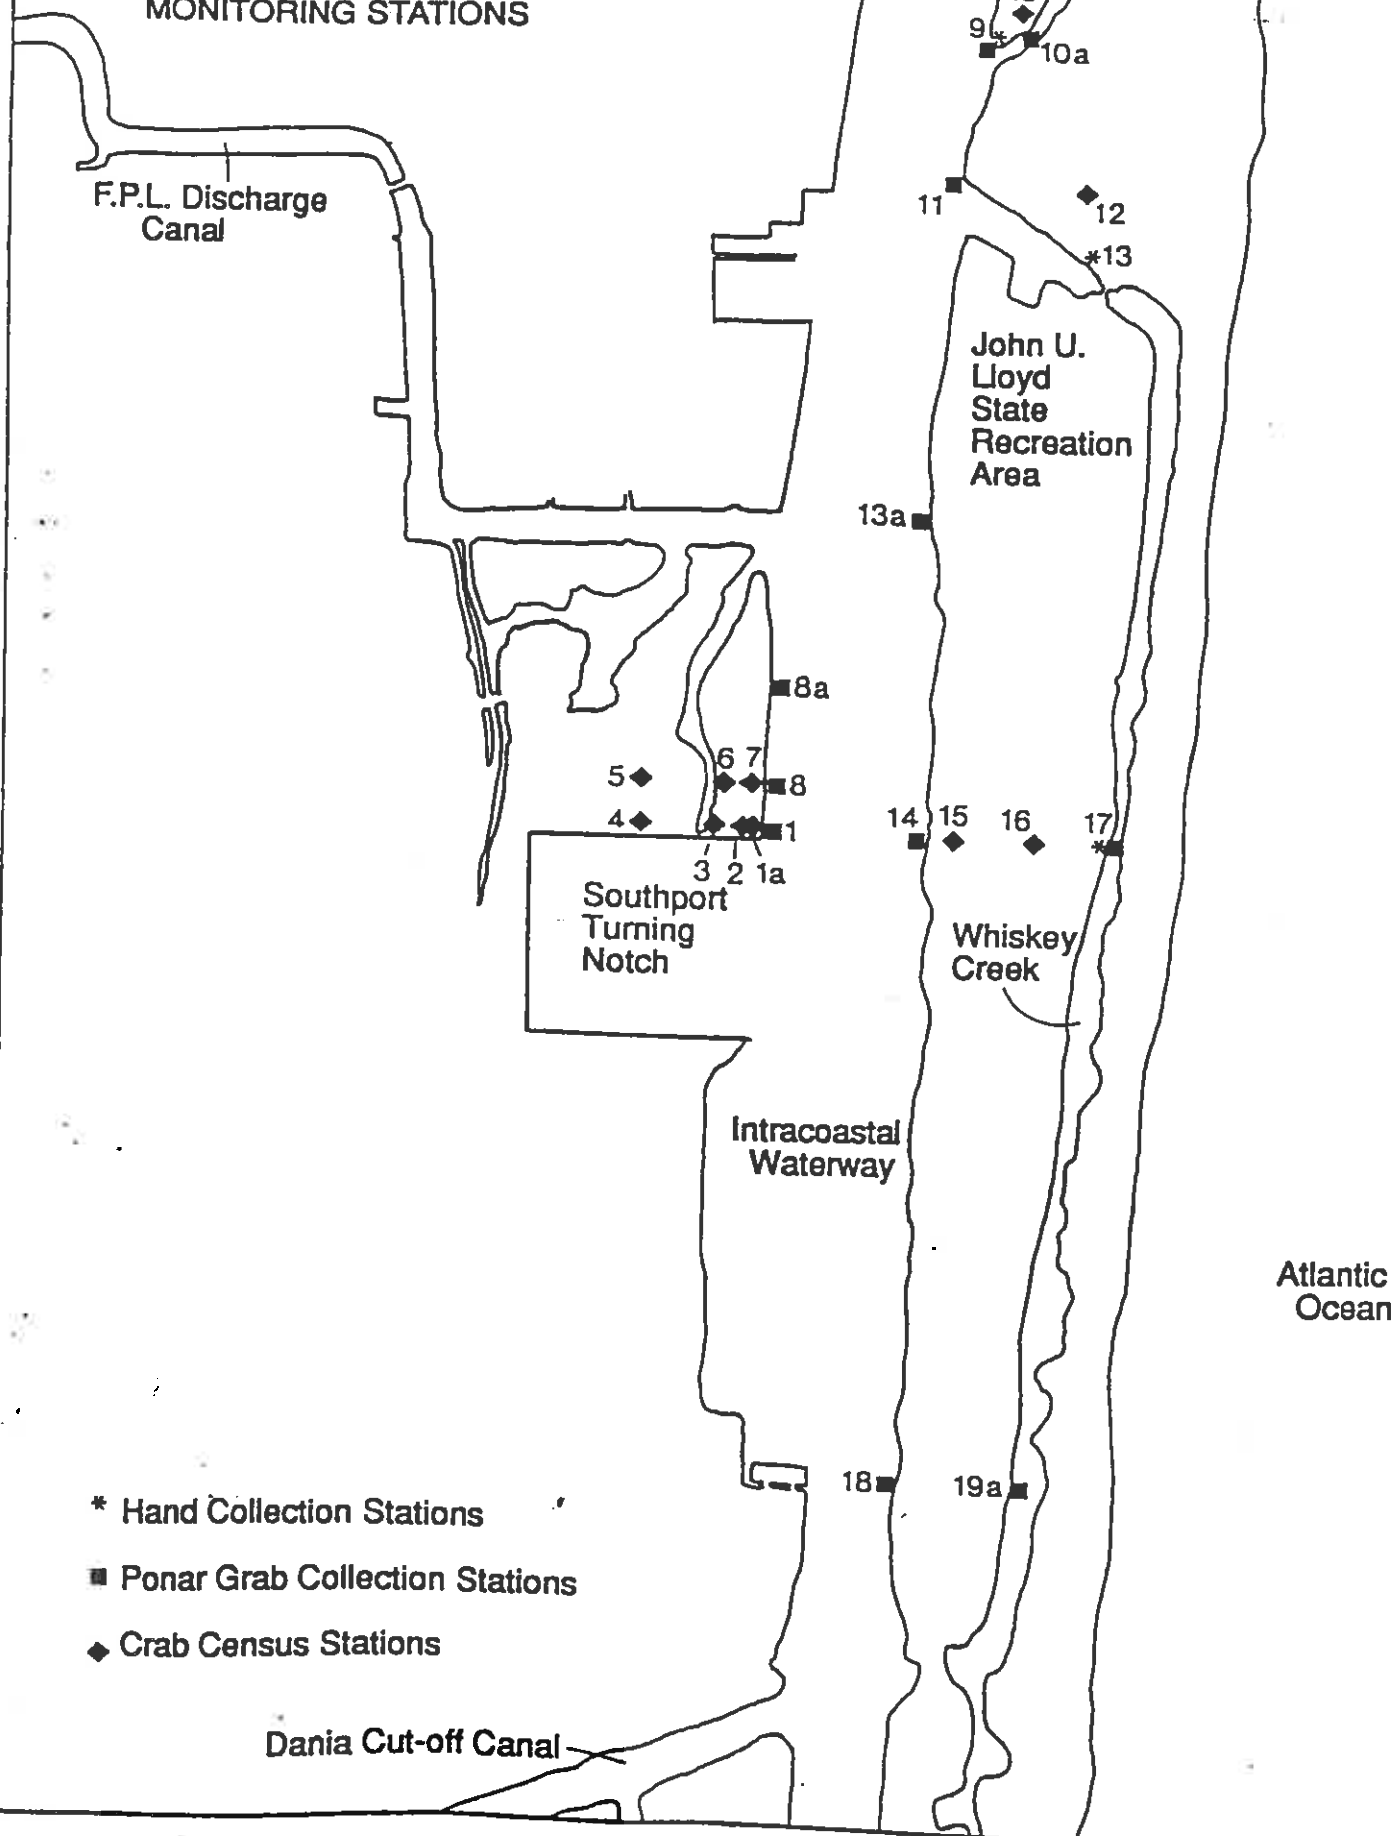 MONITORING STATIONS
9
10a
F.P.L. Discharge
Canal
11
12
13
John U.
Lloyd
State
Recreation
Area
13a
8a
5
6 7
8
4
1
3 2 1a
14 15 16 17
Southport
Turning
Notch
Whiskey
Creek
Intracoastal
Waterway
Atlantic
Ocean
18
19a
* Hand Collection Stations
■ Ponar Grab Collection Stations
◆ Crab Census Stations
Dania Cut-off Canal